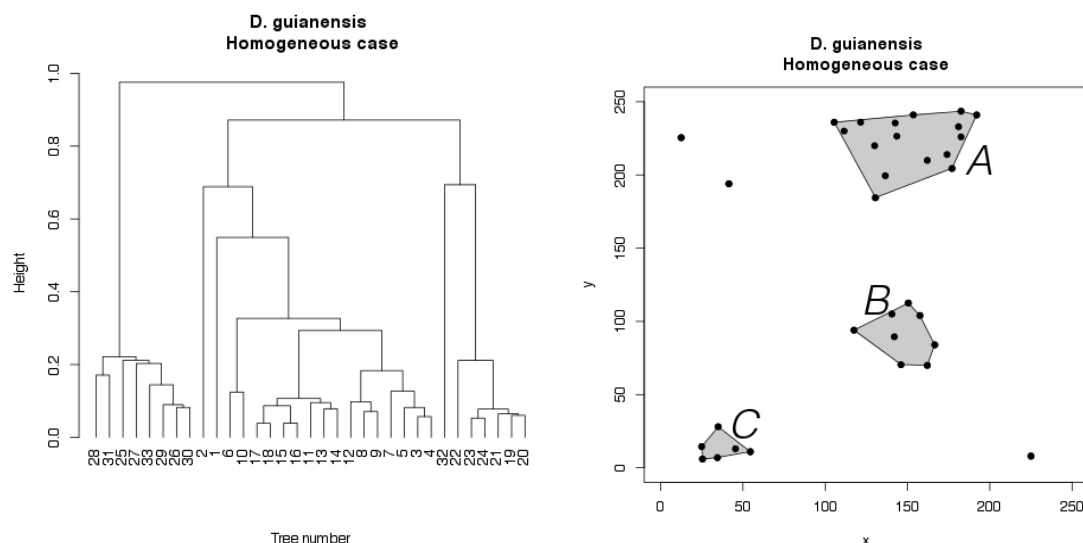 D. guianensis
Homogeneous case
Height
0.0 0.2 0.4 0.6 0.8 1.0
28 31 25 27 33 29 26 30 2 1 6 10 17 18 15 16 11 13 14 12 8 9 7 5 3 4 32 22 23 24 21 19 20
Tree number
D. guianensis
Homogeneous case
y
0 50 100 150 200 250
A
B
C
0 50 100 150 200 250
x